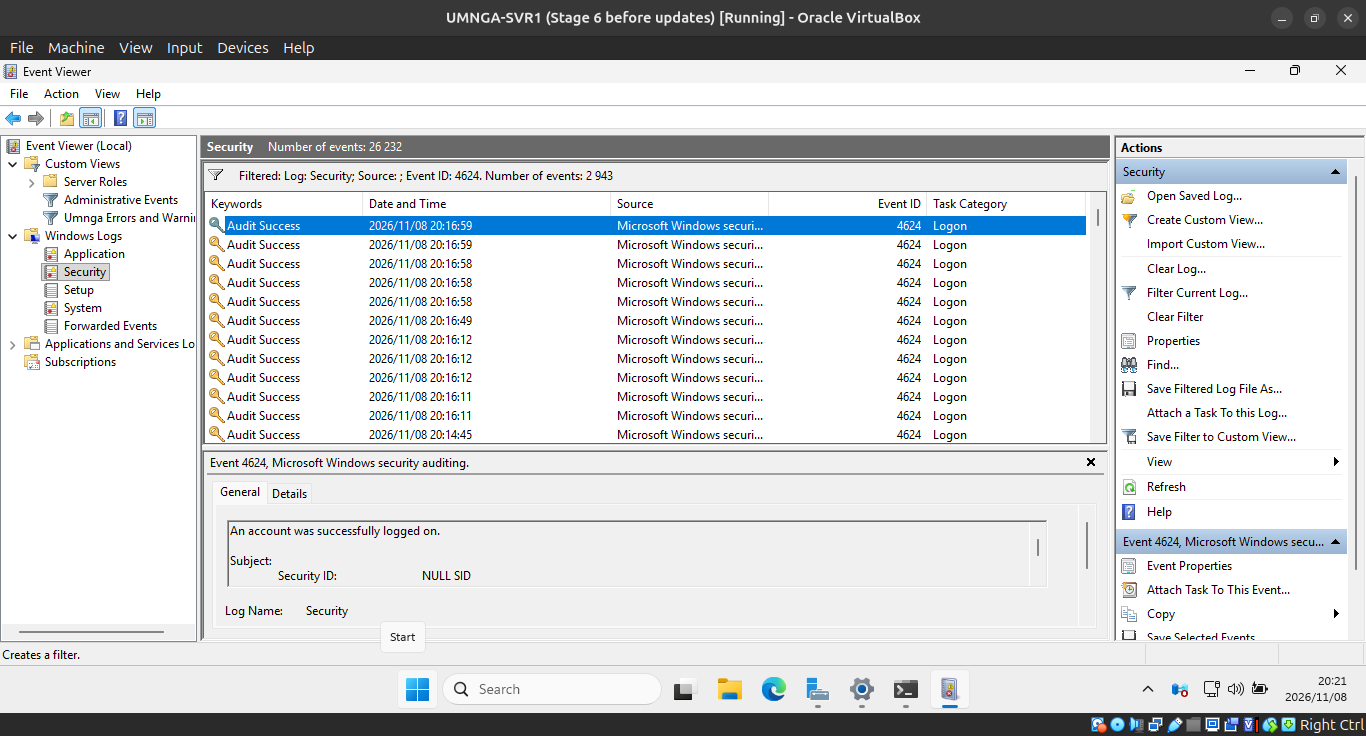 UMNGA-SVR1 (Stage 6 before updates) [Running] - Oracle VirtualBox
File Machine View Input Devices Help
Event Viewer
File Action View Help
Event Viewer (Local)
Custom Views
Server Roles
Administrative Events
Umnga Errors and Warnin
Windows Logs
Application
Security
Setup
System
Forwarded Events
Applications and Services Lo
Subscriptions
Security Number of events: 26 232
Filtered: Log: Security; Source: ; Event ID: 4624. Number of events: 2 943
Keywords Date and Time Source Event ID Task Category
Audit Success 2026/11/08 20:16:59 Microsoft Windows securi... 4624 Logon
Audit Success 2026/11/08 20:16:59 Microsoft Windows securi... 4624 Logon
Audit Success 2026/11/08 20:16:58 Microsoft Windows securi... 4624 Logon
Audit Success 2026/11/08 20:16:58 Microsoft Windows securi... 4624 Logon
Audit Success 2026/11/08 20:16:58 Microsoft Windows securi... 4624 Logon
Audit Success 2026/11/08 20:16:49 Microsoft Windows securi... 4624 Logon
Audit Success 2026/11/08 20:16:12 Microsoft Windows securi... 4624 Logon
Audit Success 2026/11/08 20:16:12 Microsoft Windows securi... 4624 Logon
Audit Success 2026/11/08 20:16:12 Microsoft Windows securi... 4624 Logon
Audit Success 2026/11/08 20:16:11 Microsoft Windows securi... 4624 Logon
Audit Success 2026/11/08 20:16:11 Microsoft Windows securi... 4624 Logon
Audit Success 2026/11/08 20:14:45 Microsoft Windows securi... 4624 Logon
Event 4624, Microsoft Windows security auditing.
General Details
An account was successfully logged on.
Subject:
Security ID: NULL SID
Log Name: Security
Start
Actions
Security
Open Saved Log...
Create Custom View...
Import Custom View...
Clear Log...
Filter Current Log...
Clear Filter
Properties
Find...
Save Filtered Log File As...
Attach a Task To this Log...
Save Filter to Custom View...
View
Refresh
Help
Event 4624, Microsoft Windows secu...
Event Properties
Attach Task To This Event...
Copy
Save Selected Events
Creates a filter.
Search
20:21
2026/11/08
Right Ctrl